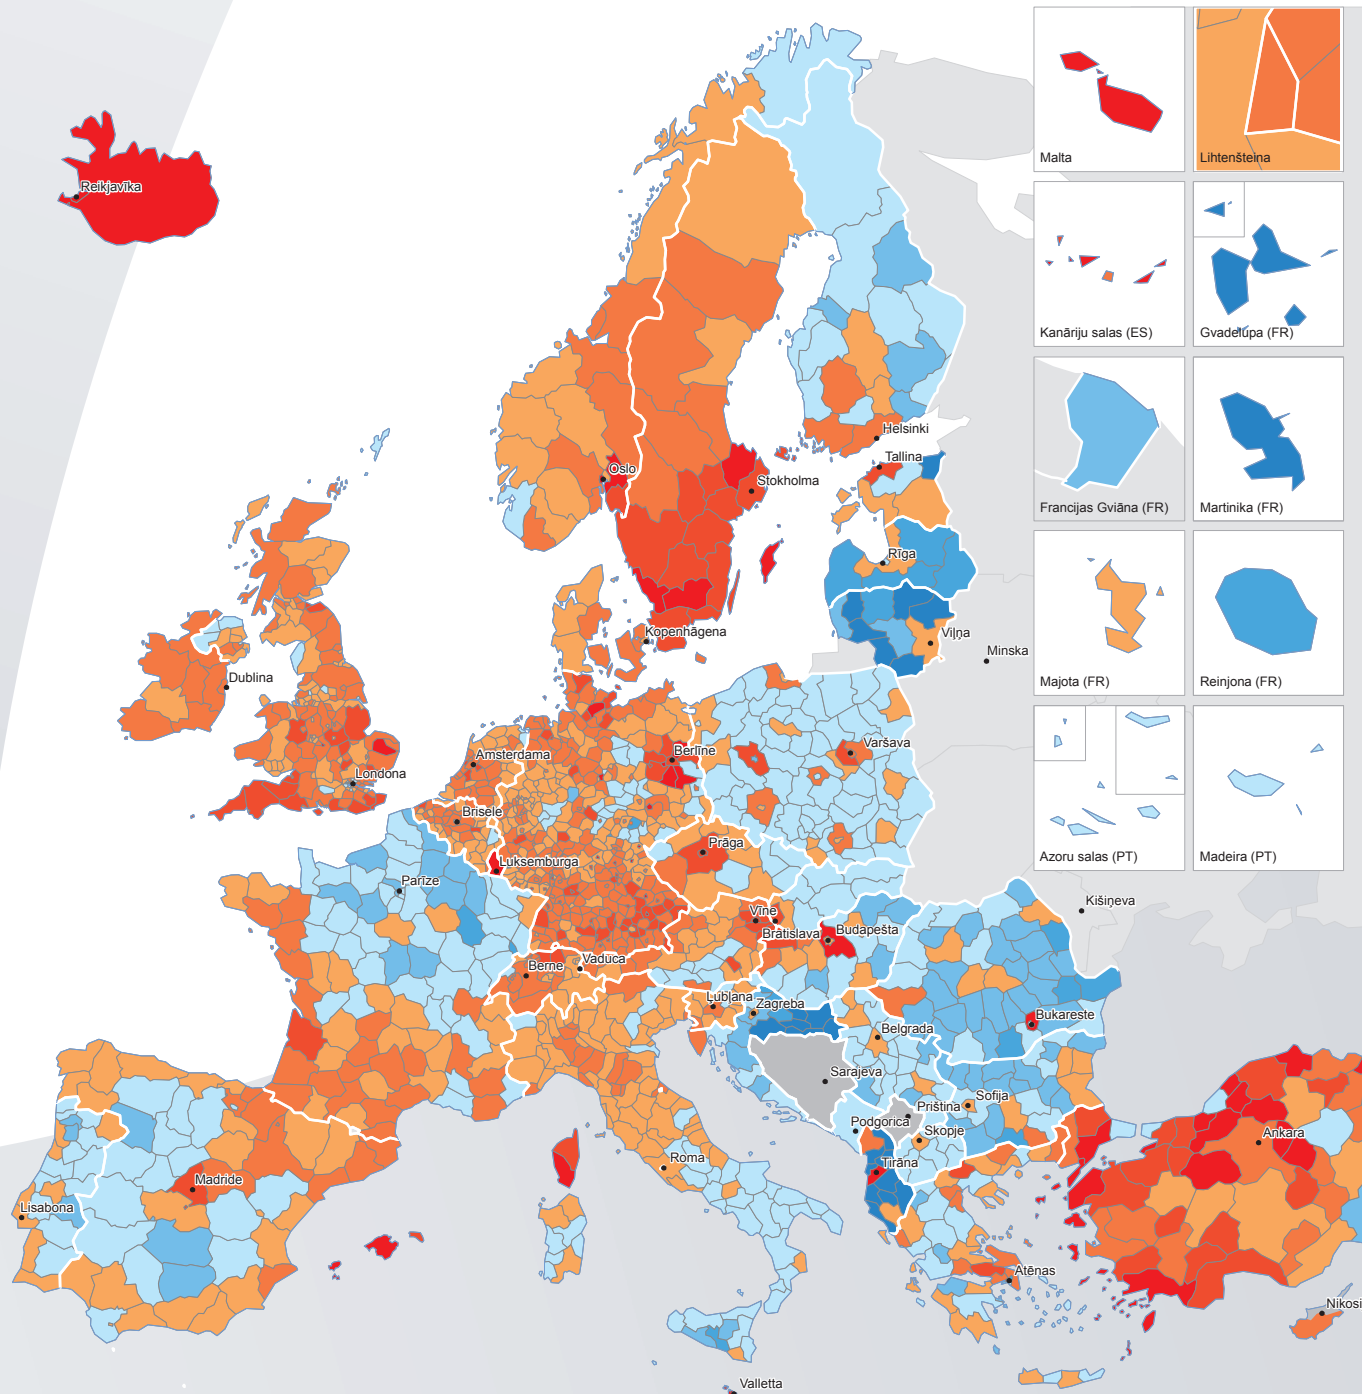 Malta
Lihtenšteina
Reikjavīka
Kanāriju salas (ES)
Gvadelupa (FR)
Helsinki
Tallina
Oslo
Stokholma
Francijas Gviāna (FR)
Martinika (FR)
Rīga
Kopenhāgena
Viļņa
Minska
Dublina
Majota (FR)
Reinjona (FR)
Amsterdama
Berlīne
Varšava
Londona
Brisele
Prāga
Luksemburga
Azoru salas (PT)
Madeira (PT)
Parīze
Vīne
Bratislava
Budapešta
Kišiņeva
Berne
Vaduca
Ļubļana
Zagreba
Bukareste
Belgrada
Sarajeva
Priština
Sofija
Podgorica
Skopje
Ankara
Roma
Tirāna
Madride
Lisabona
Atēnas
Nikosi
Valletta